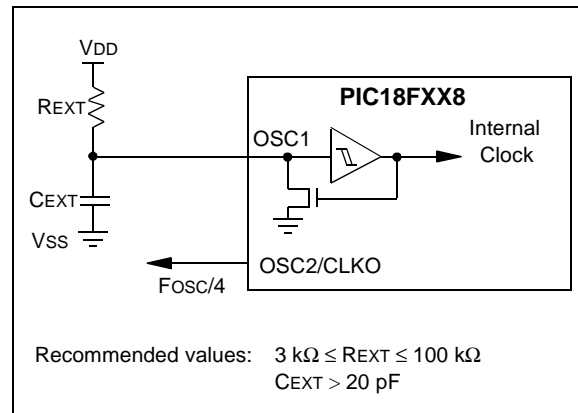 VDD
PIC18FXX8
REXT
OSC1
Internal
Clock
CEXT
VSS
OSC2/CLKO
FOSC/4
Recommended values: 3 kΩ ≤ REXT ≤ 100 kΩ
CEXT > 20 pF